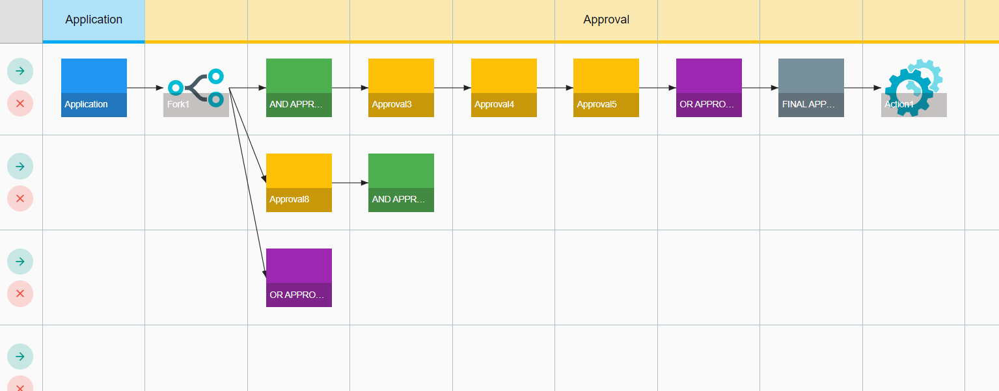 Application
Approval
Application
Fork1
AND APPR...
Approval3
Approval4
Approval5
OR APPRO...
FINAL APP...
Action1
Approval8
AND APPR...
OR APPRO...